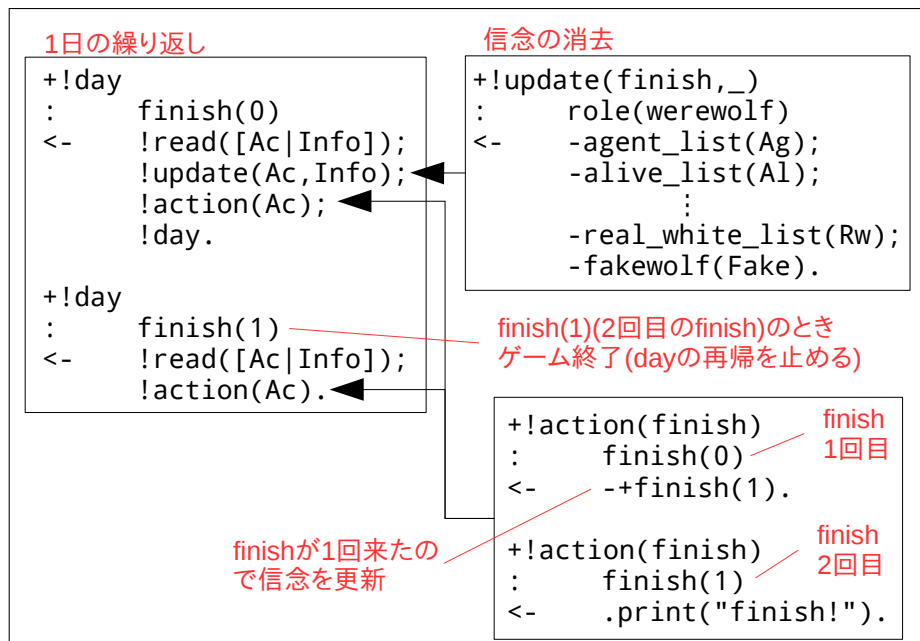 1日の繰り返し
+!day
: finish(0)
<- !read([Ac|Info]);
!update(Ac,Info);
!action(Ac);
!day.
+!day
: finish(1)
<- !read([Ac|Info]);
!action(Ac).
信念の消去
+!update(finish,_)
: role(werewolf)
<- -agent_list(Ag);
-alive_list(Al);
⋮
-real_white_list(Rw);
-fakewolf(Fake).
finish(1)(2回目のfinish)のとき
ゲーム終了(dayの再帰を止める)
+!action(finish)
: finish(0)
<- -+finish(1).
finish
1回目
finishが1回来たの
で信念を更新
+!action(finish)
: finish(1)
<- .print("finish!").
finish
2回目